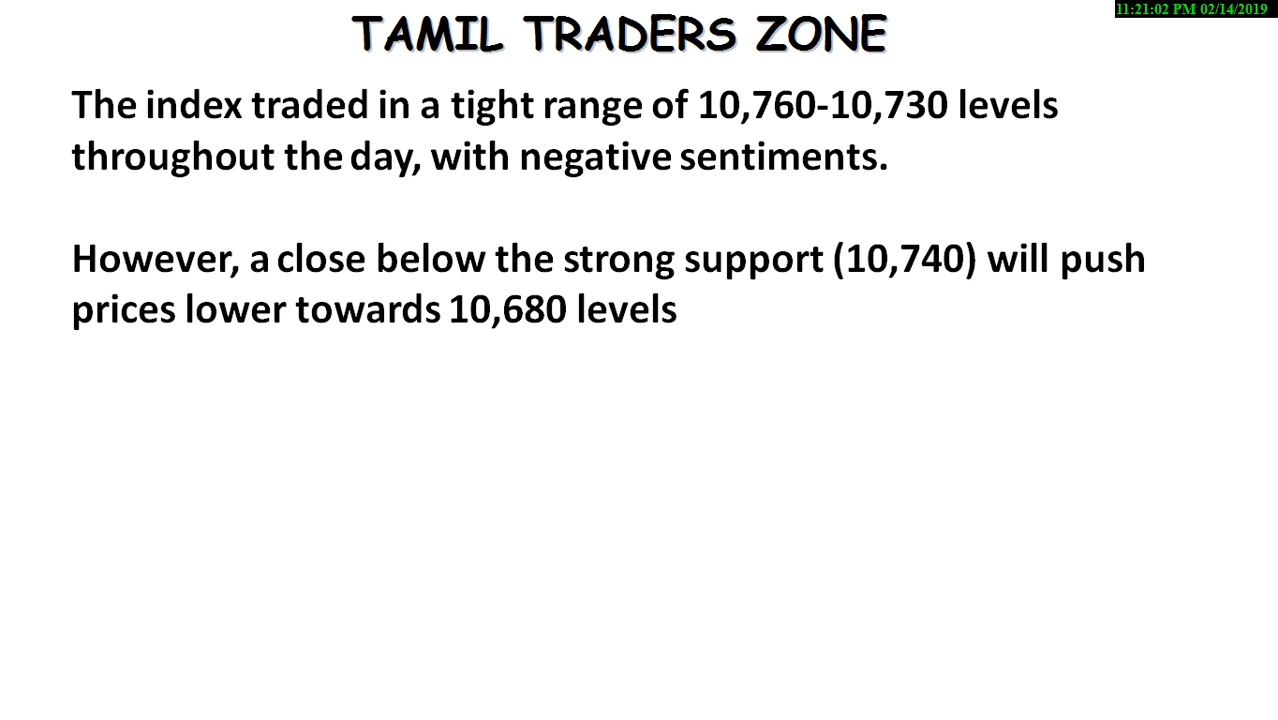 11:21:02 PM 02/14/2019
TAMIL TRADERS ZONE
The index traded in a tight range of 10,760-10,730 levels
throughout the day, with negative sentiments.
However, a close below the strong support (10,740) will push
prices lower towards 10,680 levels